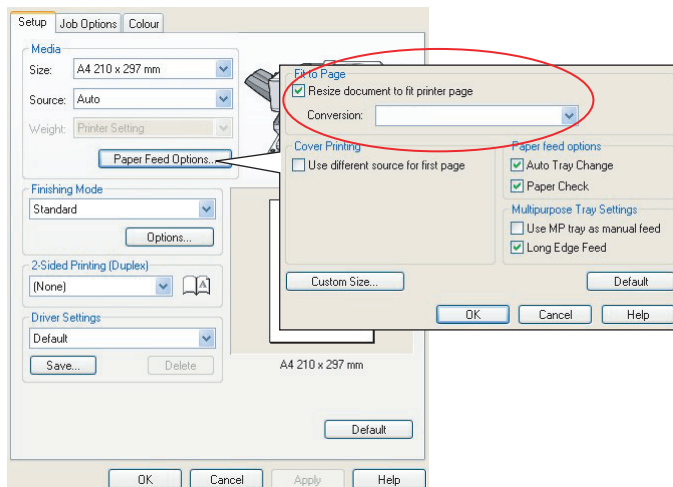 Setup
Job Options
Colour
Media
Size:
A4 210 x 297 mm
Source:
Auto
Weight:
Printer Setting
Paper Feed Options...
Finishing Mode
Standard
Options...
2-Sided Printing (Duplex)
(None)
A
Driver Settings
Default
Save...
Delete
A4 210 x 297 mm
Default
OK
Cancel
Apply
Help
Fit to Page
Resize document to fit printer page
Conversion:
Cover Printing
Use different source for first page
Paper feed options
Auto Tray Change
Paper Check
Multipurpose Tray Settings
Use MP tray as manual feed
Long Edge Feed
Custom Size...
Default
OK
Cancel
Help